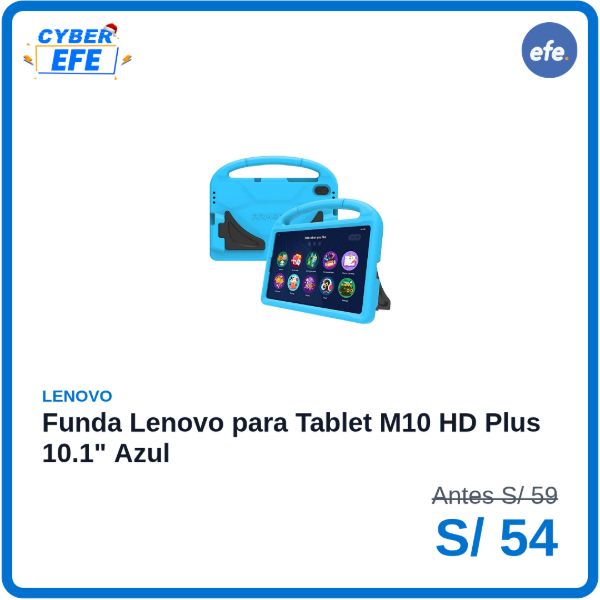 CYBER
EFE
efe.
LENOVO
Funda Lenovo para Tablet M10 HD Plus
10.1" Azul
Antes S/ 59
S/ 54